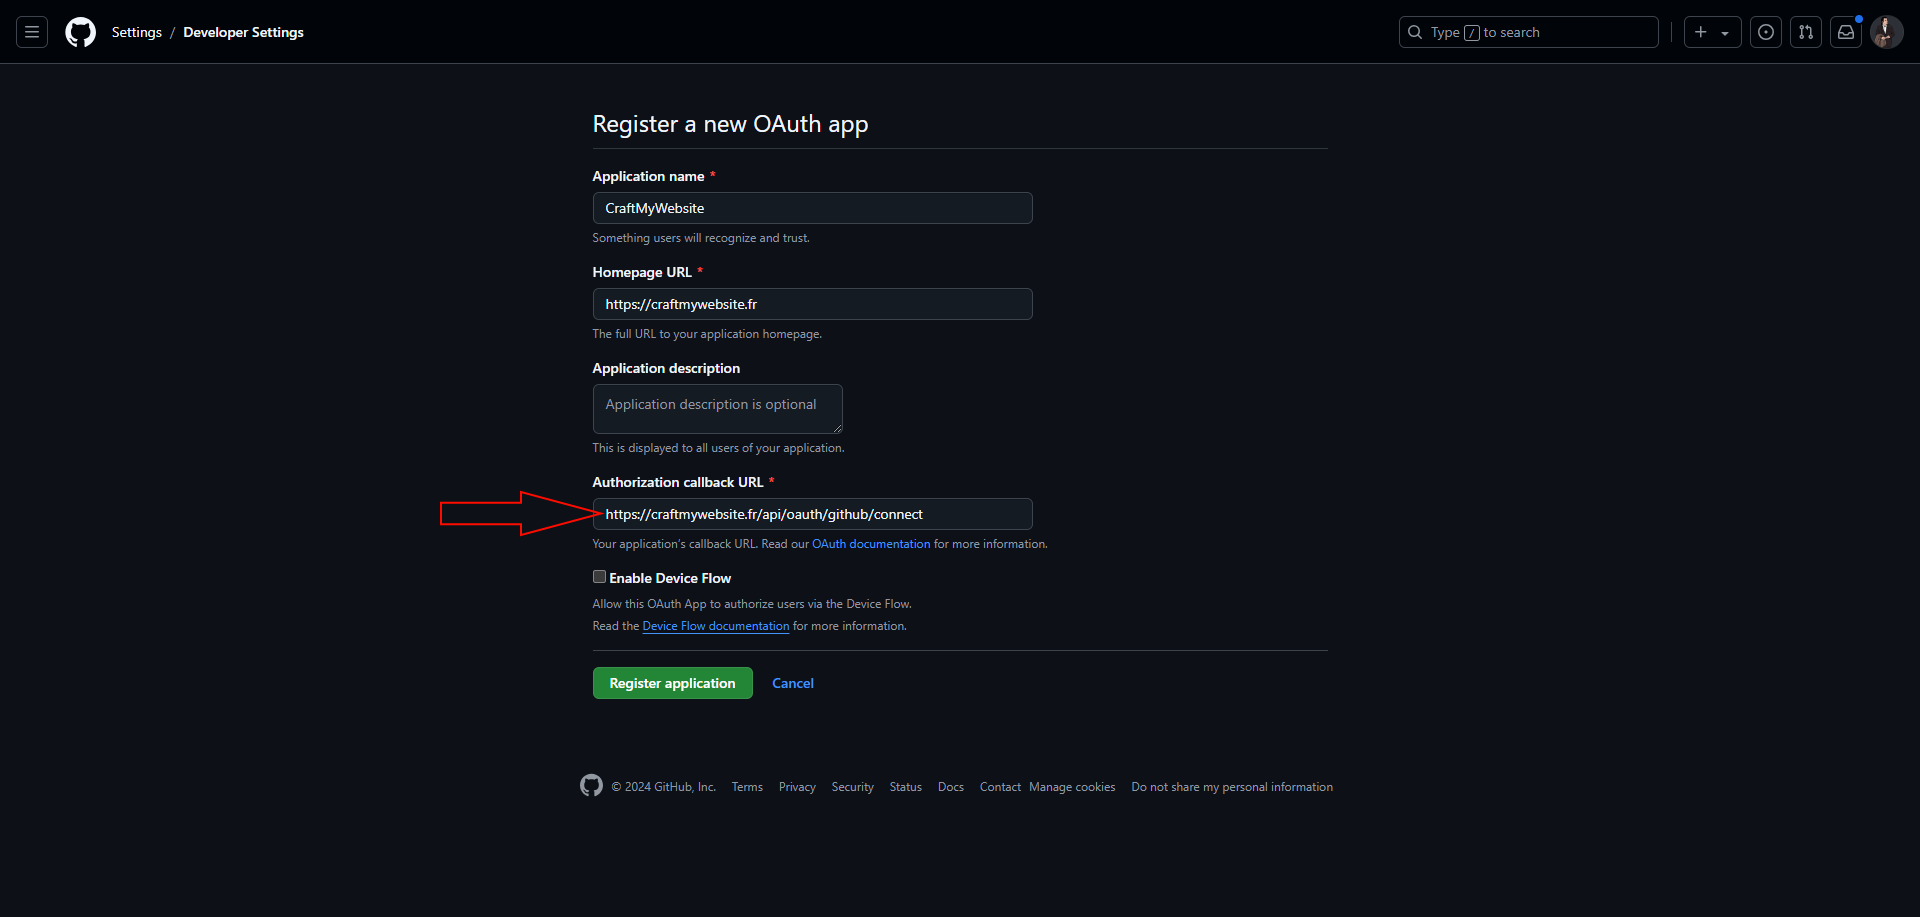 Settings / Developer Settings
Type / to search
Register a new OAuth app
Application name *
CraftMyWebsite
Something users will recognize and trust.
Homepage URL *
https://craftmywebsite.fr
The full URL to your application homepage.
Application description
Application description is optional
This is displayed to all users of your application.
Authorization callback URL *
https://craftmywebsite.fr/api/oauth/github/connect
Your application’s callback URL. Read our OAuth documentation for more information.
Enable Device Flow
Allow this OAuth App to authorize users via the Device Flow.
Read the Device Flow documentation for more information.
Register application Cancel
© 2024 GitHub, Inc. Terms Privacy Security Status Docs Contact Manage cookies Do not share my personal information